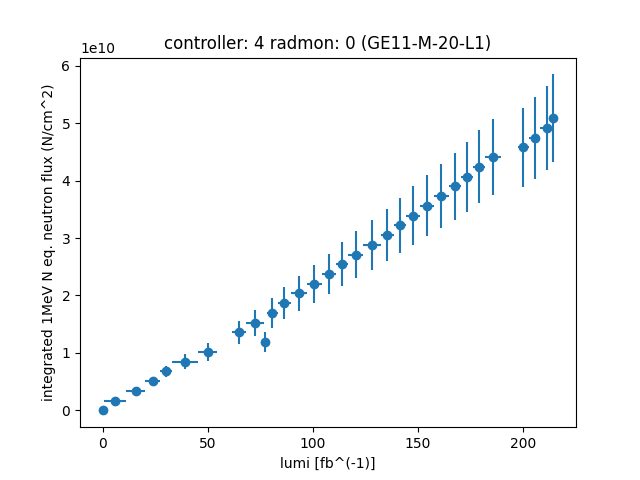 controller: 4 radmon: 0 (GE11-M-20-L1)
1e10
integrated 1MeV N eq. neutron flux (N/cm^2)
6
5
4
3
2
1
0
0 50 100 150 200
lumi [fb^(-1)]